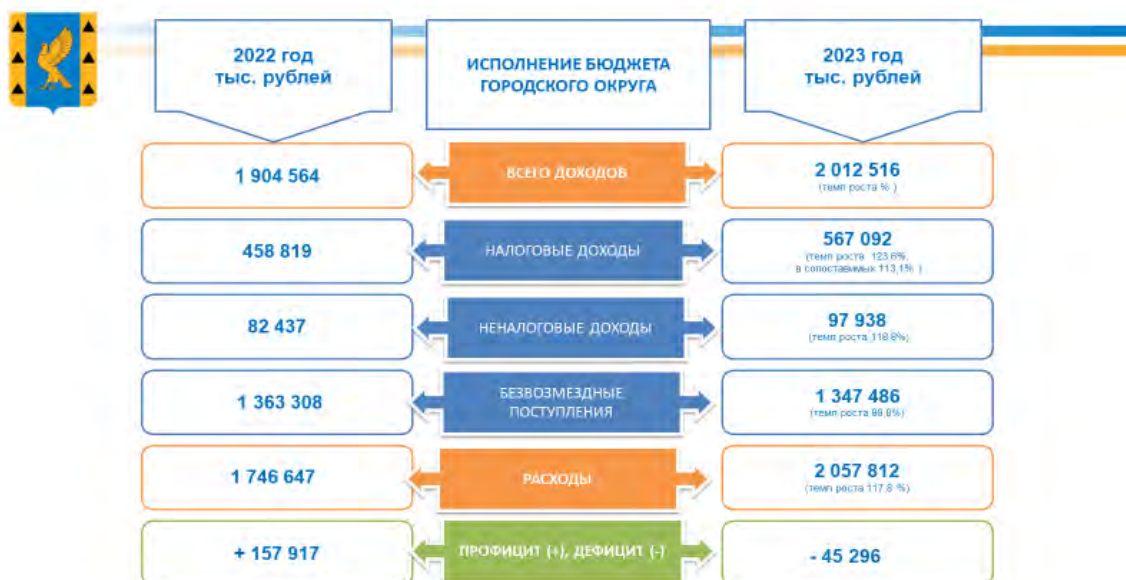 2022 год
тыс. рублей
ИСПОЛНЕНИЕ БЮДЖЕТА
ГОРОДСКОГО ОКРУГА
2023 год
тыс. рублей
1 904 564
ВСЕГО ДОХОДОВ
2 012 516
(темп роста % )
458 819
НАЛОГОВЫЕ ДОХОДЫ
567 092
(темп роста 123,6%,
в сопоставимых 113,1% )
82 437
НЕНАЛОГОВЫЕ ДОХОДЫ
97 938
(темп роста 118,8%)
1 363 308
БЕЗВОЗМЕЗДНЫЕ
ПОСТУПЛЕНИЯ
1 347 486
(темп роста 98,8%)
1 746 647
РАСХОДЫ
2 057 812
(темп роста 117,8 %)
+ 157 917
ПРОФИЦИТ (+), ДЕФИЦИТ (-)
- 45 296